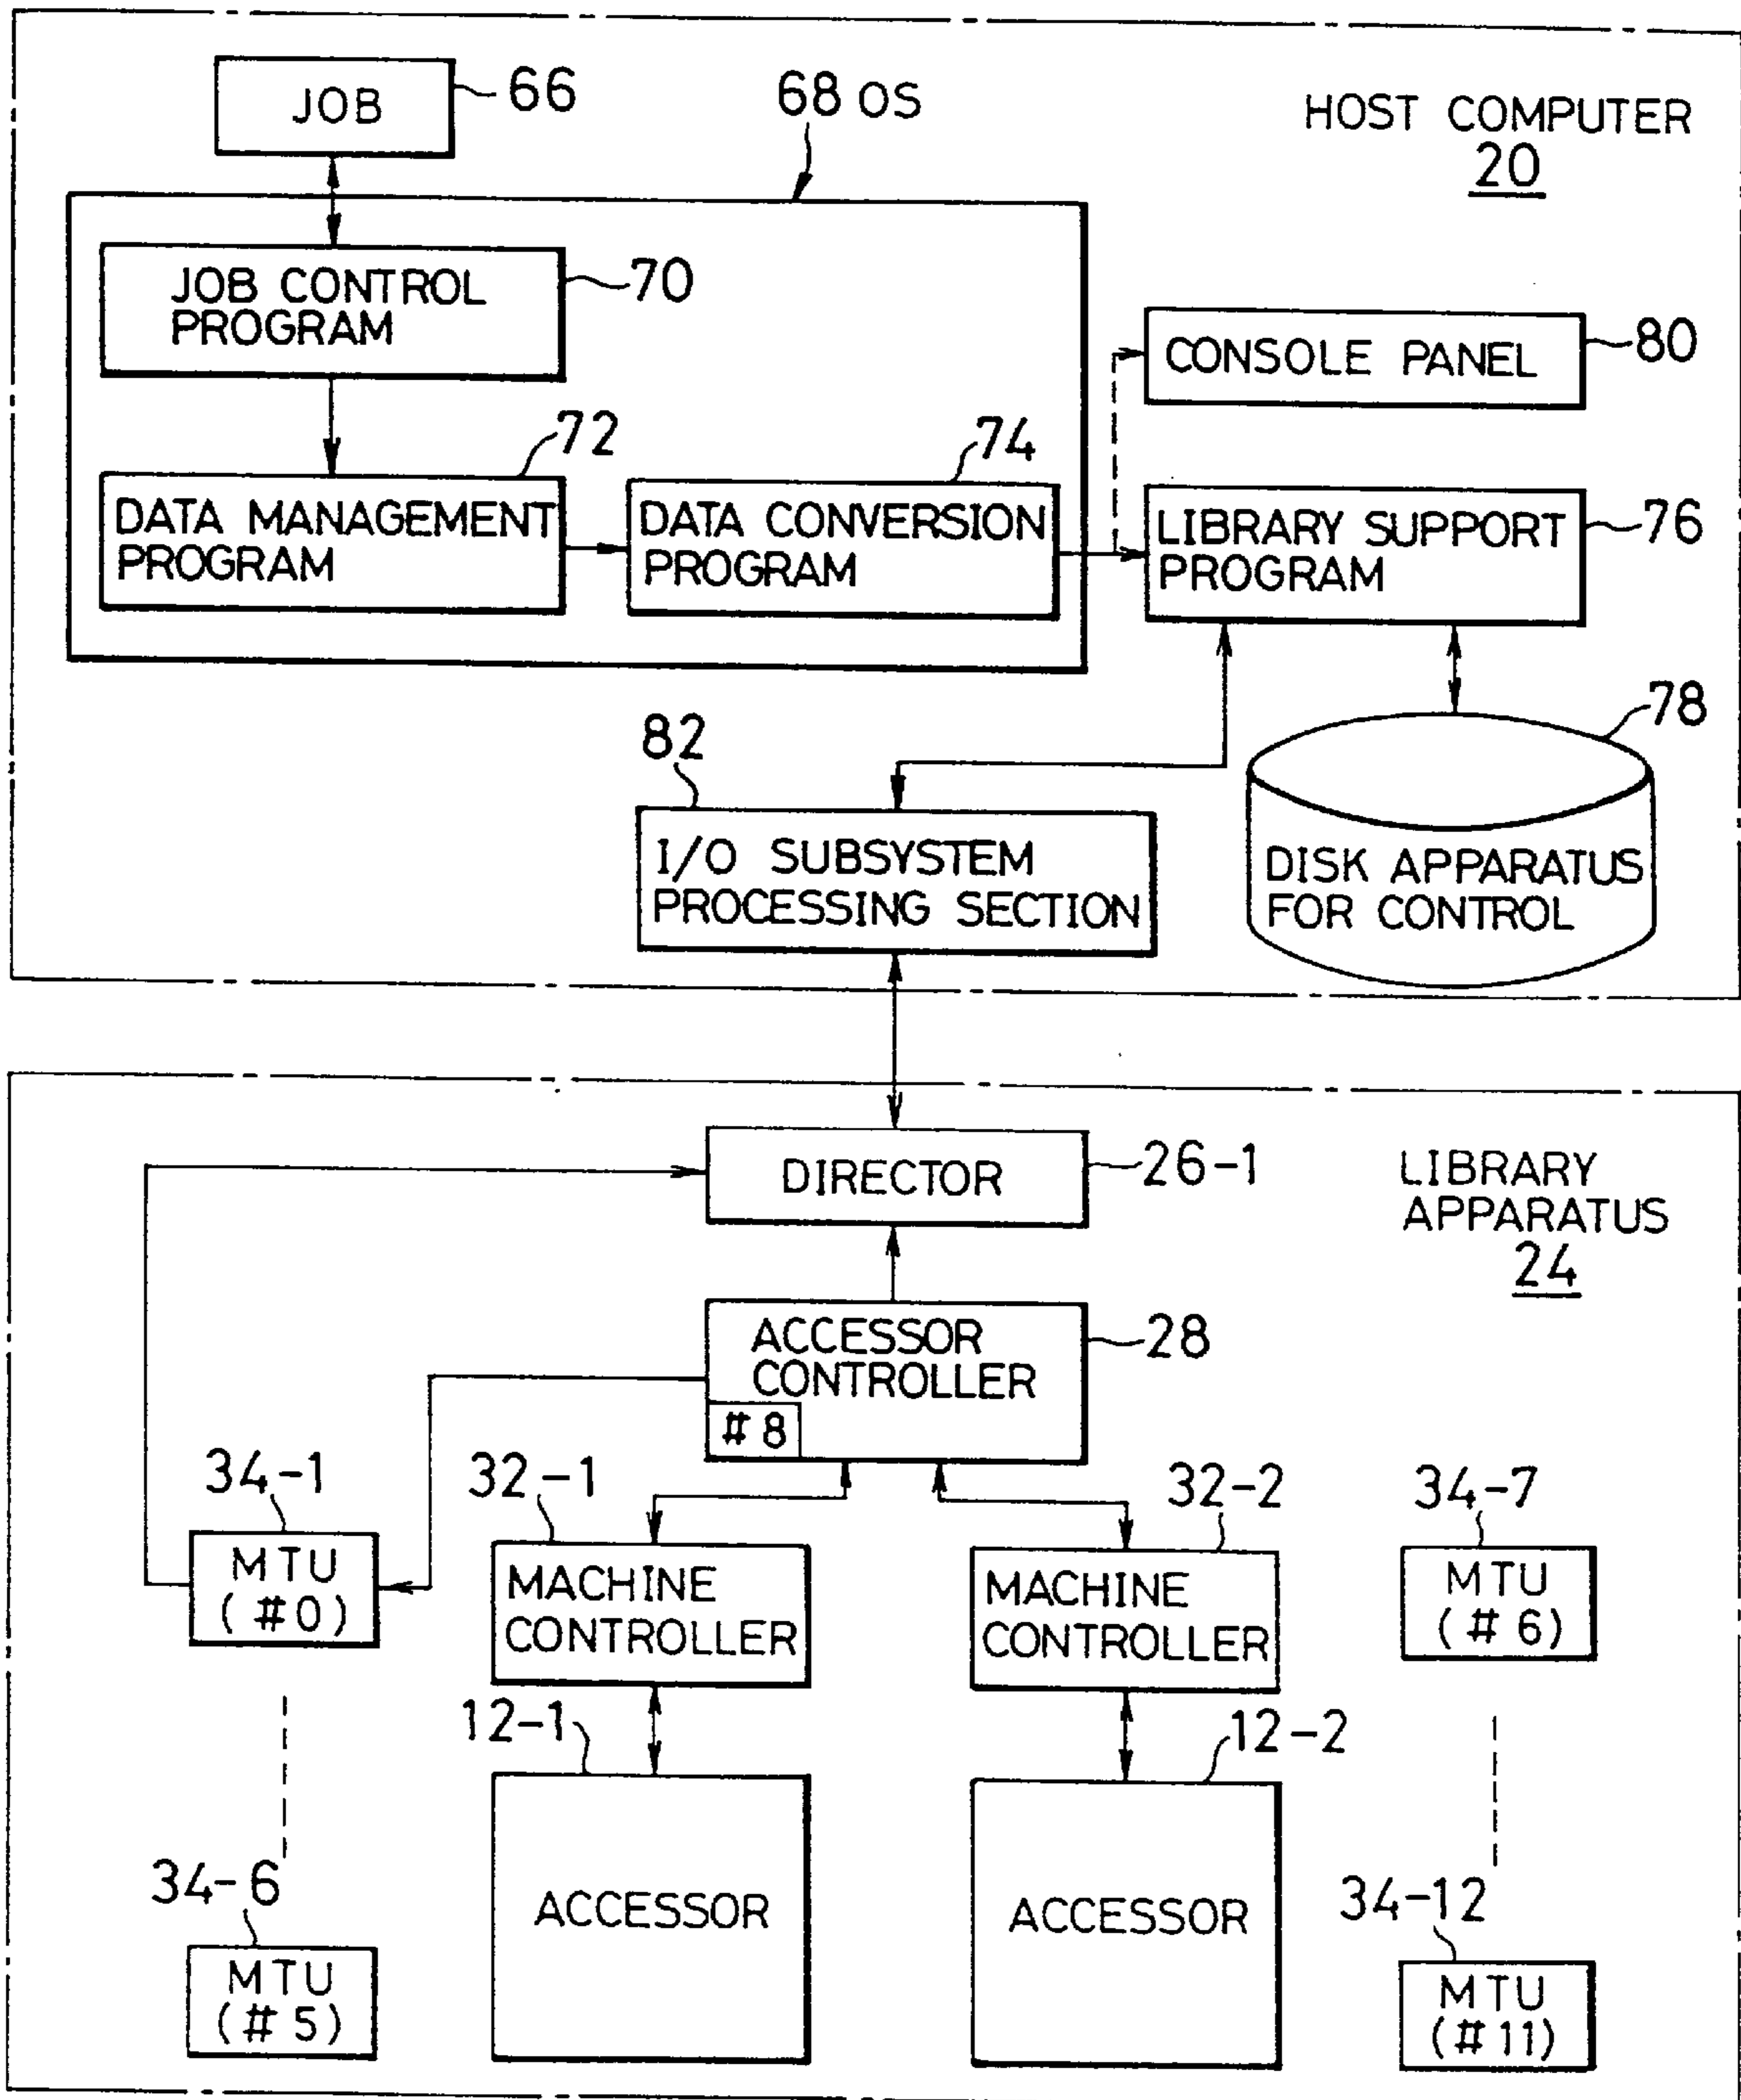 JOB
66
68 OS
HOST COMPUTER
20
JOB CONTROL
PROGRAM
70
CONSOLE PANEL
80
72
74
DATA MANAGEMENT
PROGRAM
DATA CONVERSION
PROGRAM
LIBRARY SUPPORT
PROGRAM
76
78
82
I/O SUBSYSTEM
PROCESSING SECTION
DISK APPARATUS
FOR CONTROL
DIRECTOR
26-1
LIBRARY
APPARATUS
24
ACCESSOR
CONTROLLER
#8
28
34-1
32-1
32-2
34-7
MTU
(#0)
MACHINE
CONTROLLER
MACHINE
CONTROLLER
MTU
(#6)
12-1
12-2
34-6
ACCESSOR
ACCESSOR
34-12
MTU
(#5)
MTU
(#11)